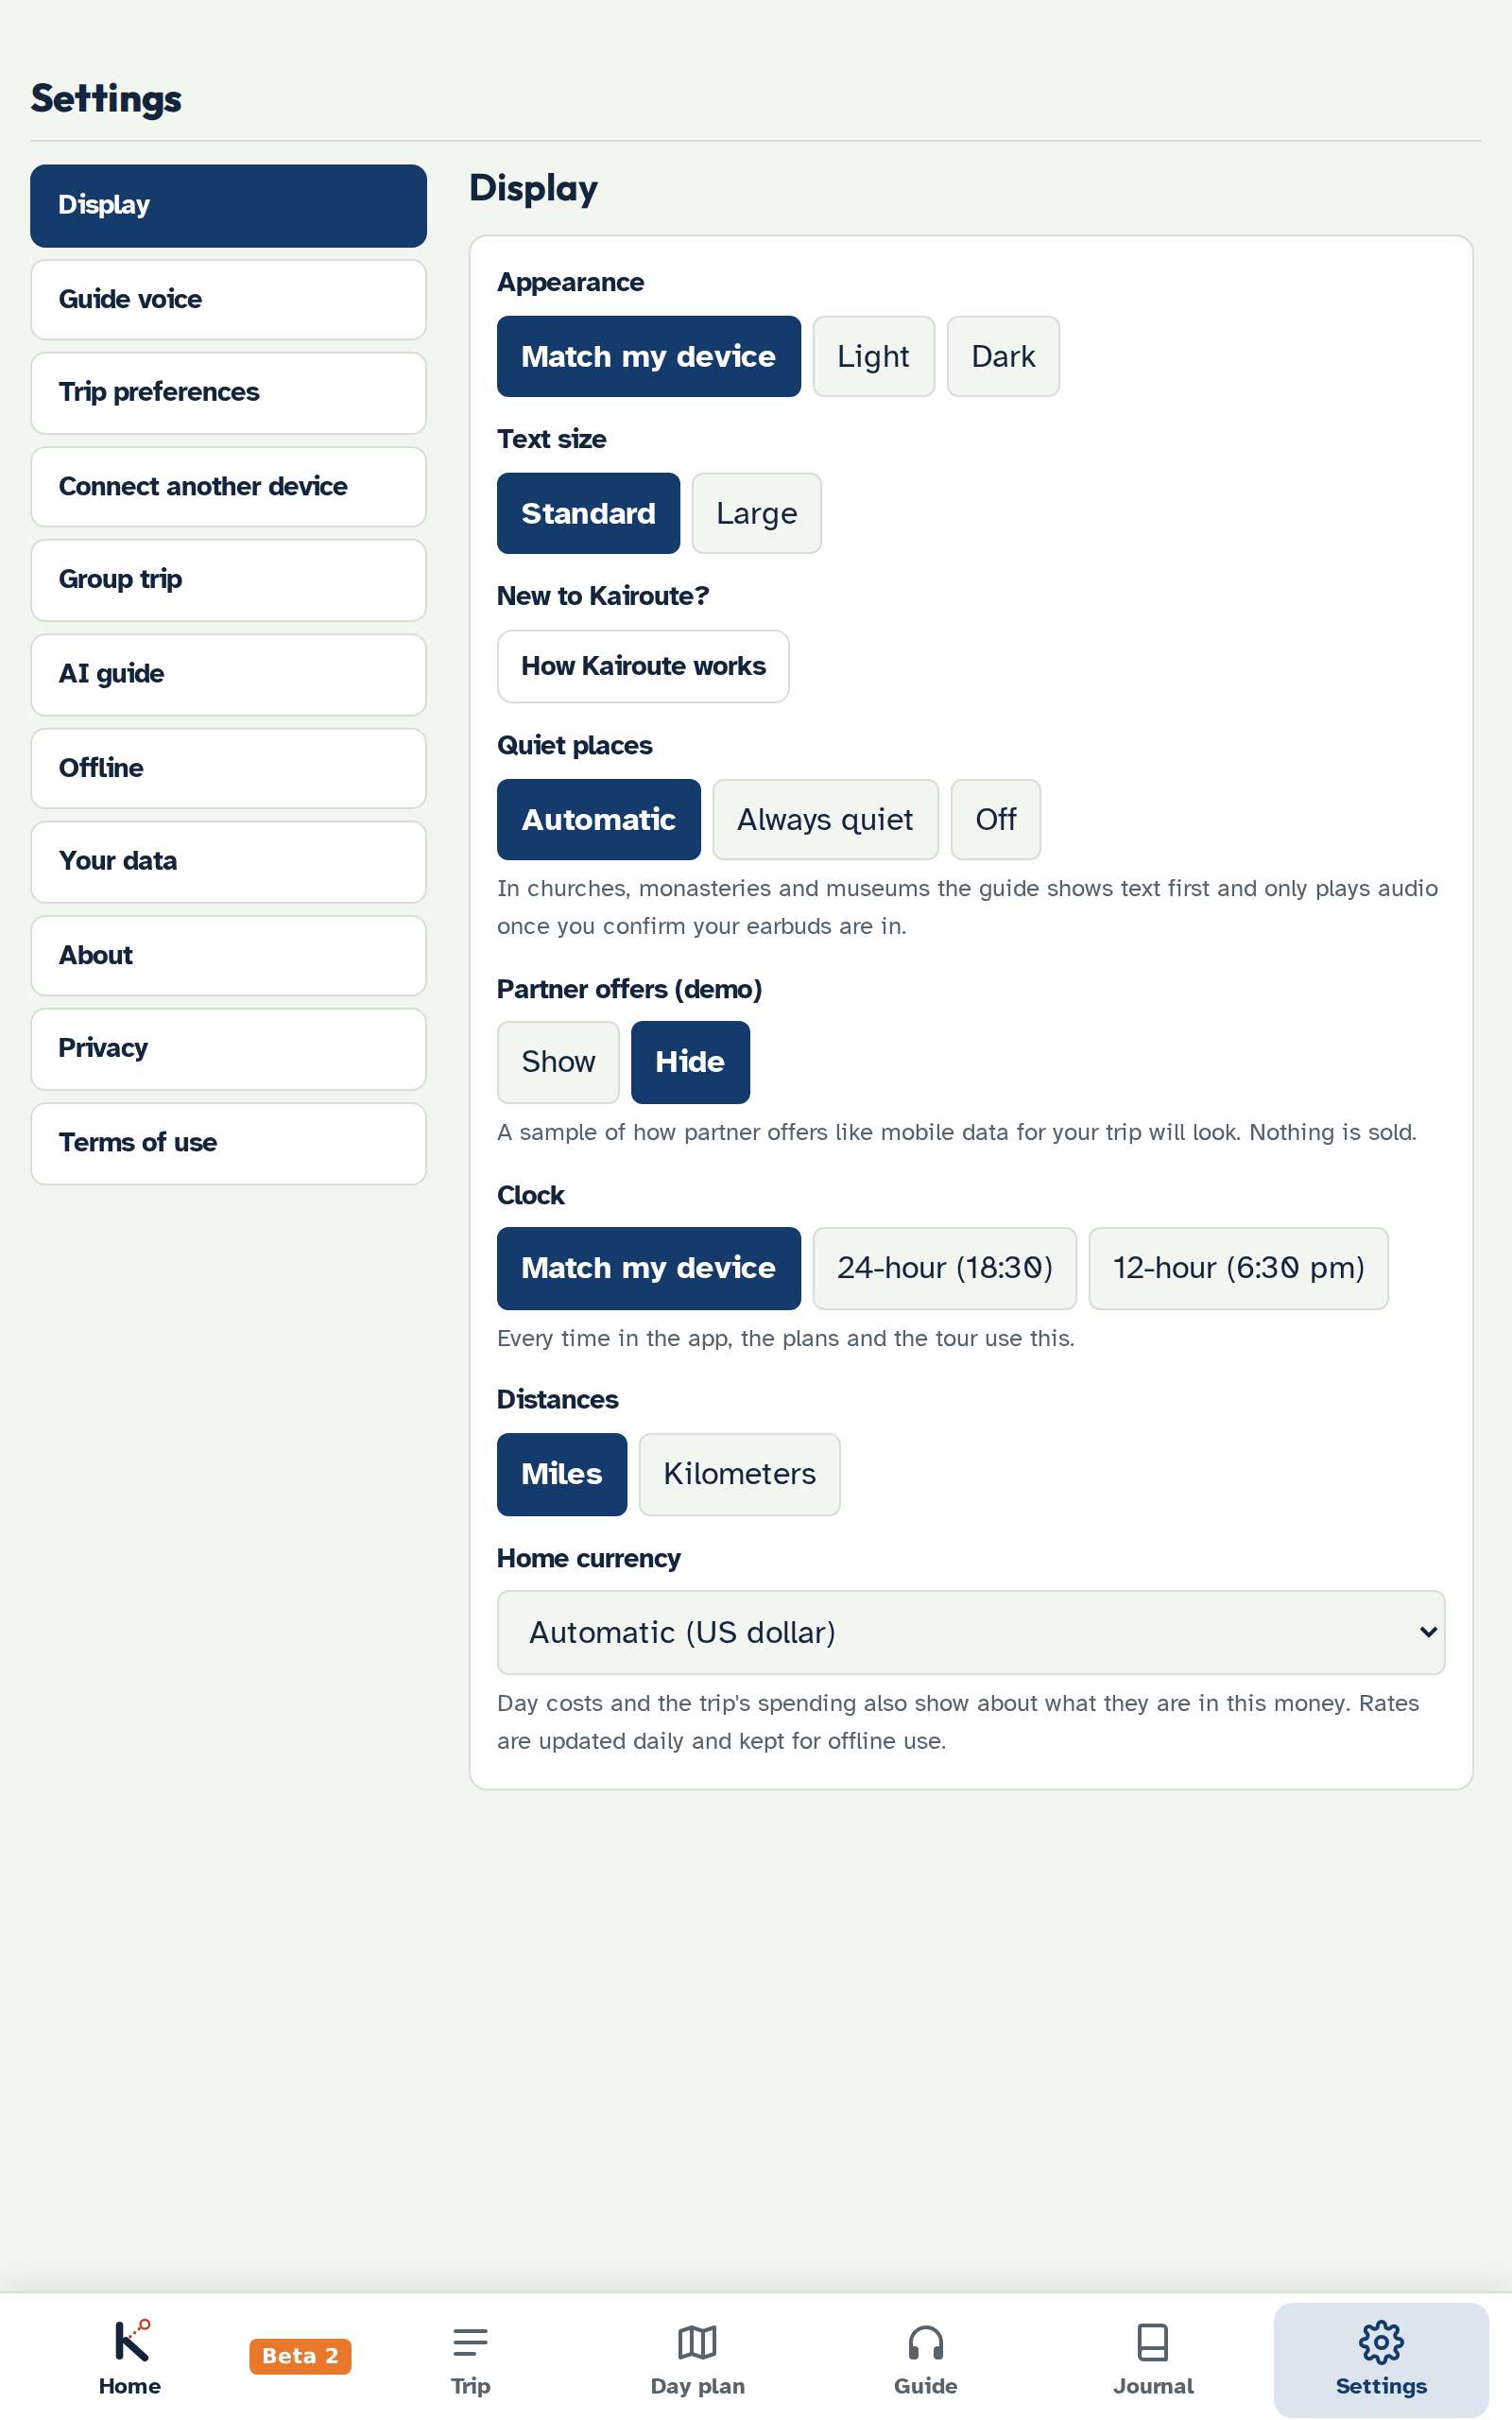 Settings
Display
Guide voice
Trip preferences
Connect another device
Group trip
AI guide
Offline
Your data
About
Privacy
Terms of use
Display
Appearance
Match my device
Light
Dark
Text size
Standard
Large
New to Kairoute?
How Kairoute works
Quiet places
Automatic
Always quiet
Off
In churches, monasteries and museums the guide shows text first and only plays audio
once you confirm your earbuds are in.
Partner offers (demo)
Show
Hide
A sample of how partner offers like mobile data for your trip will look. Nothing is sold.
Clock
Match my device
24-hour (18:30)
12-hour (6:30 pm)
Every time in the app, the plans and the tour use this.
Distances
Miles
Kilometers
Home currency
Automatic (US dollar)
Day costs and the trip's spending also show about what they are in this money. Rates
are updated daily and kept for offline use.
Home
Beta 2
Trip
Day plan
Guide
Journal
Settings